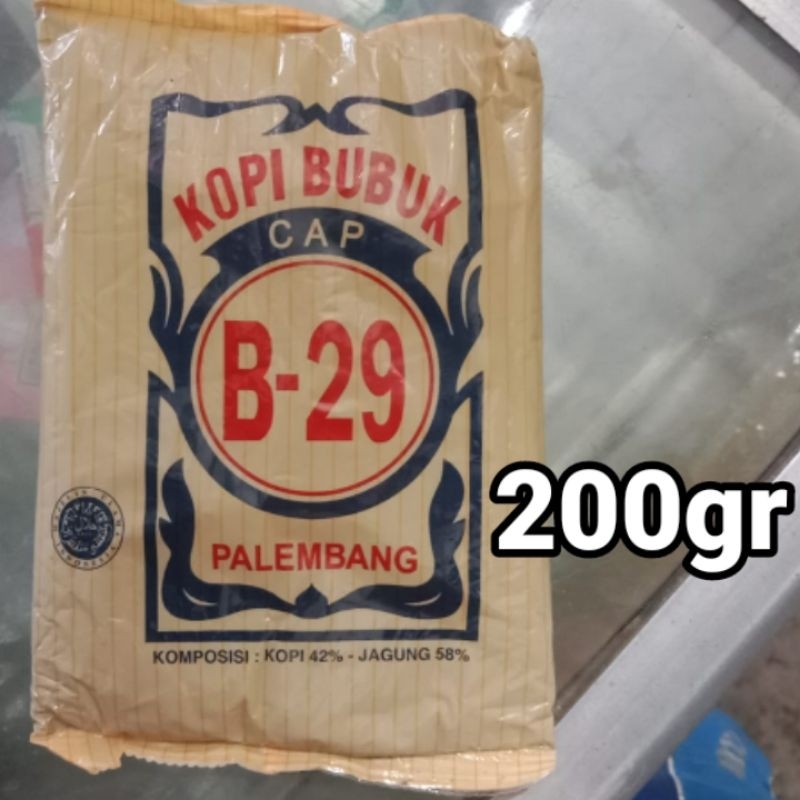 KOPI BUBUK
CAP
B-29
PALEMBANG
KOMPOSISI : KOPI 42% - JAGUNG 58%
200gr